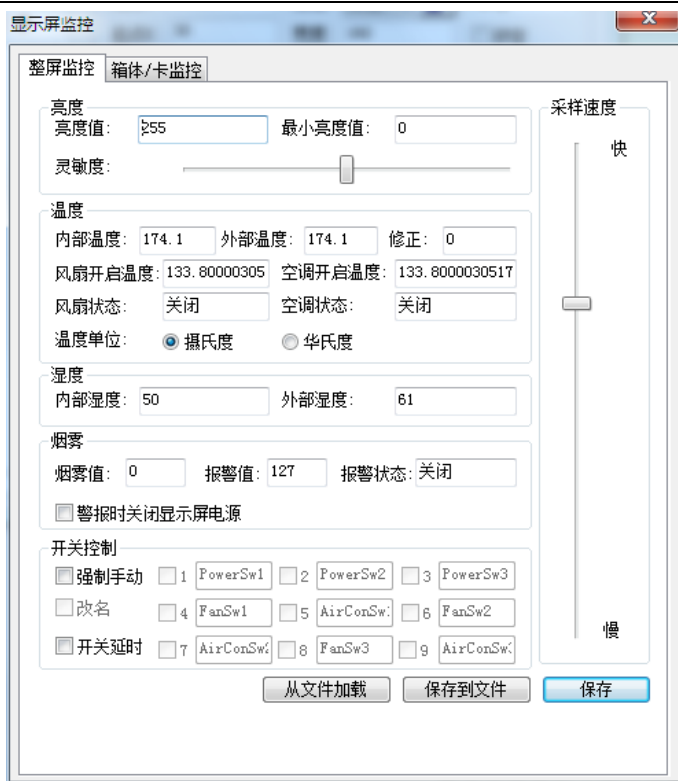 显示屏监控
整屏监控 箱体/卡监控
亮度
亮度值: 255 最小亮度值: 0
灵敏度:
温度
内部温度: 174.1 外部温度: 174.1 修正: 0
风扇开启温度: 133.80000305 空调开启温度: 133.8000030517
风扇状态: 关闭 空调状态: 关闭
温度单位: 摄氏度 华氏度
湿度
内部湿度: 50 外部湿度: 61
烟雾
烟雾值: 0 报警值: 127 报警状态: 关闭
警报时关闭显示屏电源
开关控制
强制手动 1 PowerSw1 2 PowerSw2 3 PowerSw3
改名 4 FanSw1 5 AirConSw 6 FanSw2
开关延时 7 AirConSw 8 FanSw3 9 AirConSw
采样速度
快
慢
从文件加载 保存到文件 保存